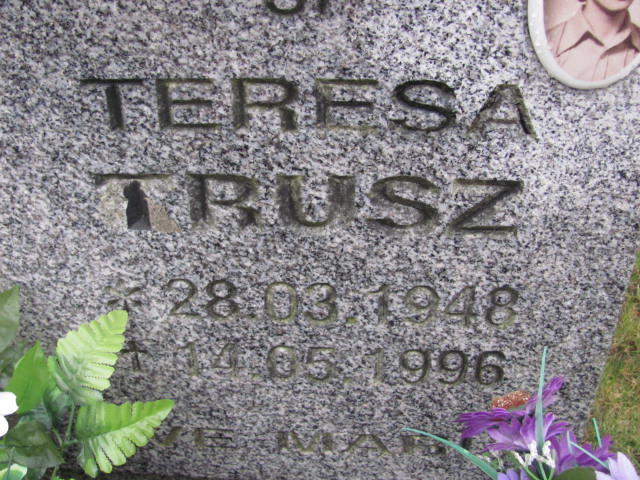 TERESA
TRUSZ
* 28.03.1948
† 14.05.1996